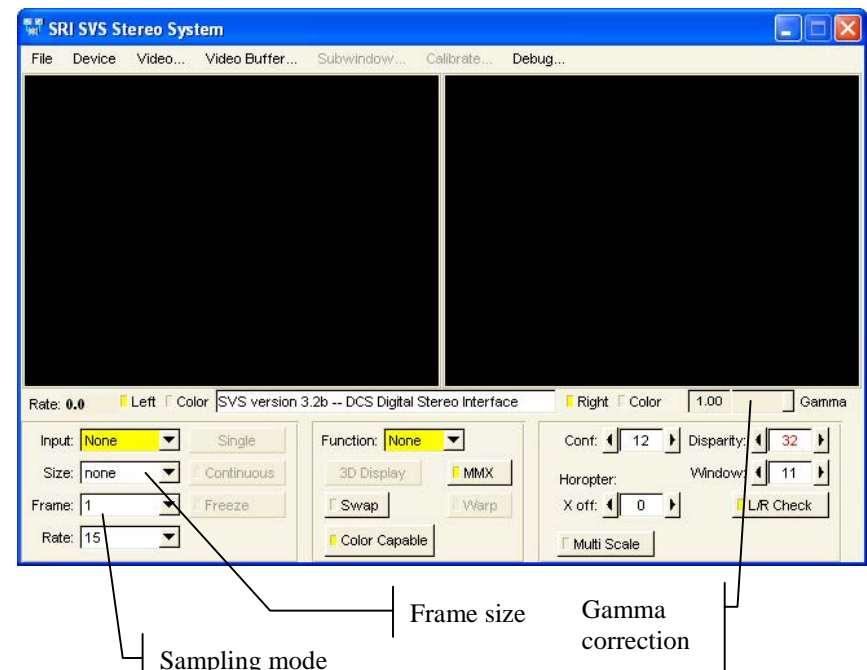 SRI SVS Stereo System
File Device Video... Video Buffer... Subwindow... Calibrate... Debug...
Rate: 0.0 Left Color SVS version 3.2b -- DCS Digital Stereo Interface Right Color 1.00 Gamma
Input: None Single Function: None Conf: 12 Disparity: 32
Size: none Continuous 3D Display MMX Horopter: Window: 11
Frame: 1 Freeze Swap Warp X off: 0 L/R Check
Rate: 15 Color Capable Multi Scale
Frame size
Gamma
correction
Sampling mode